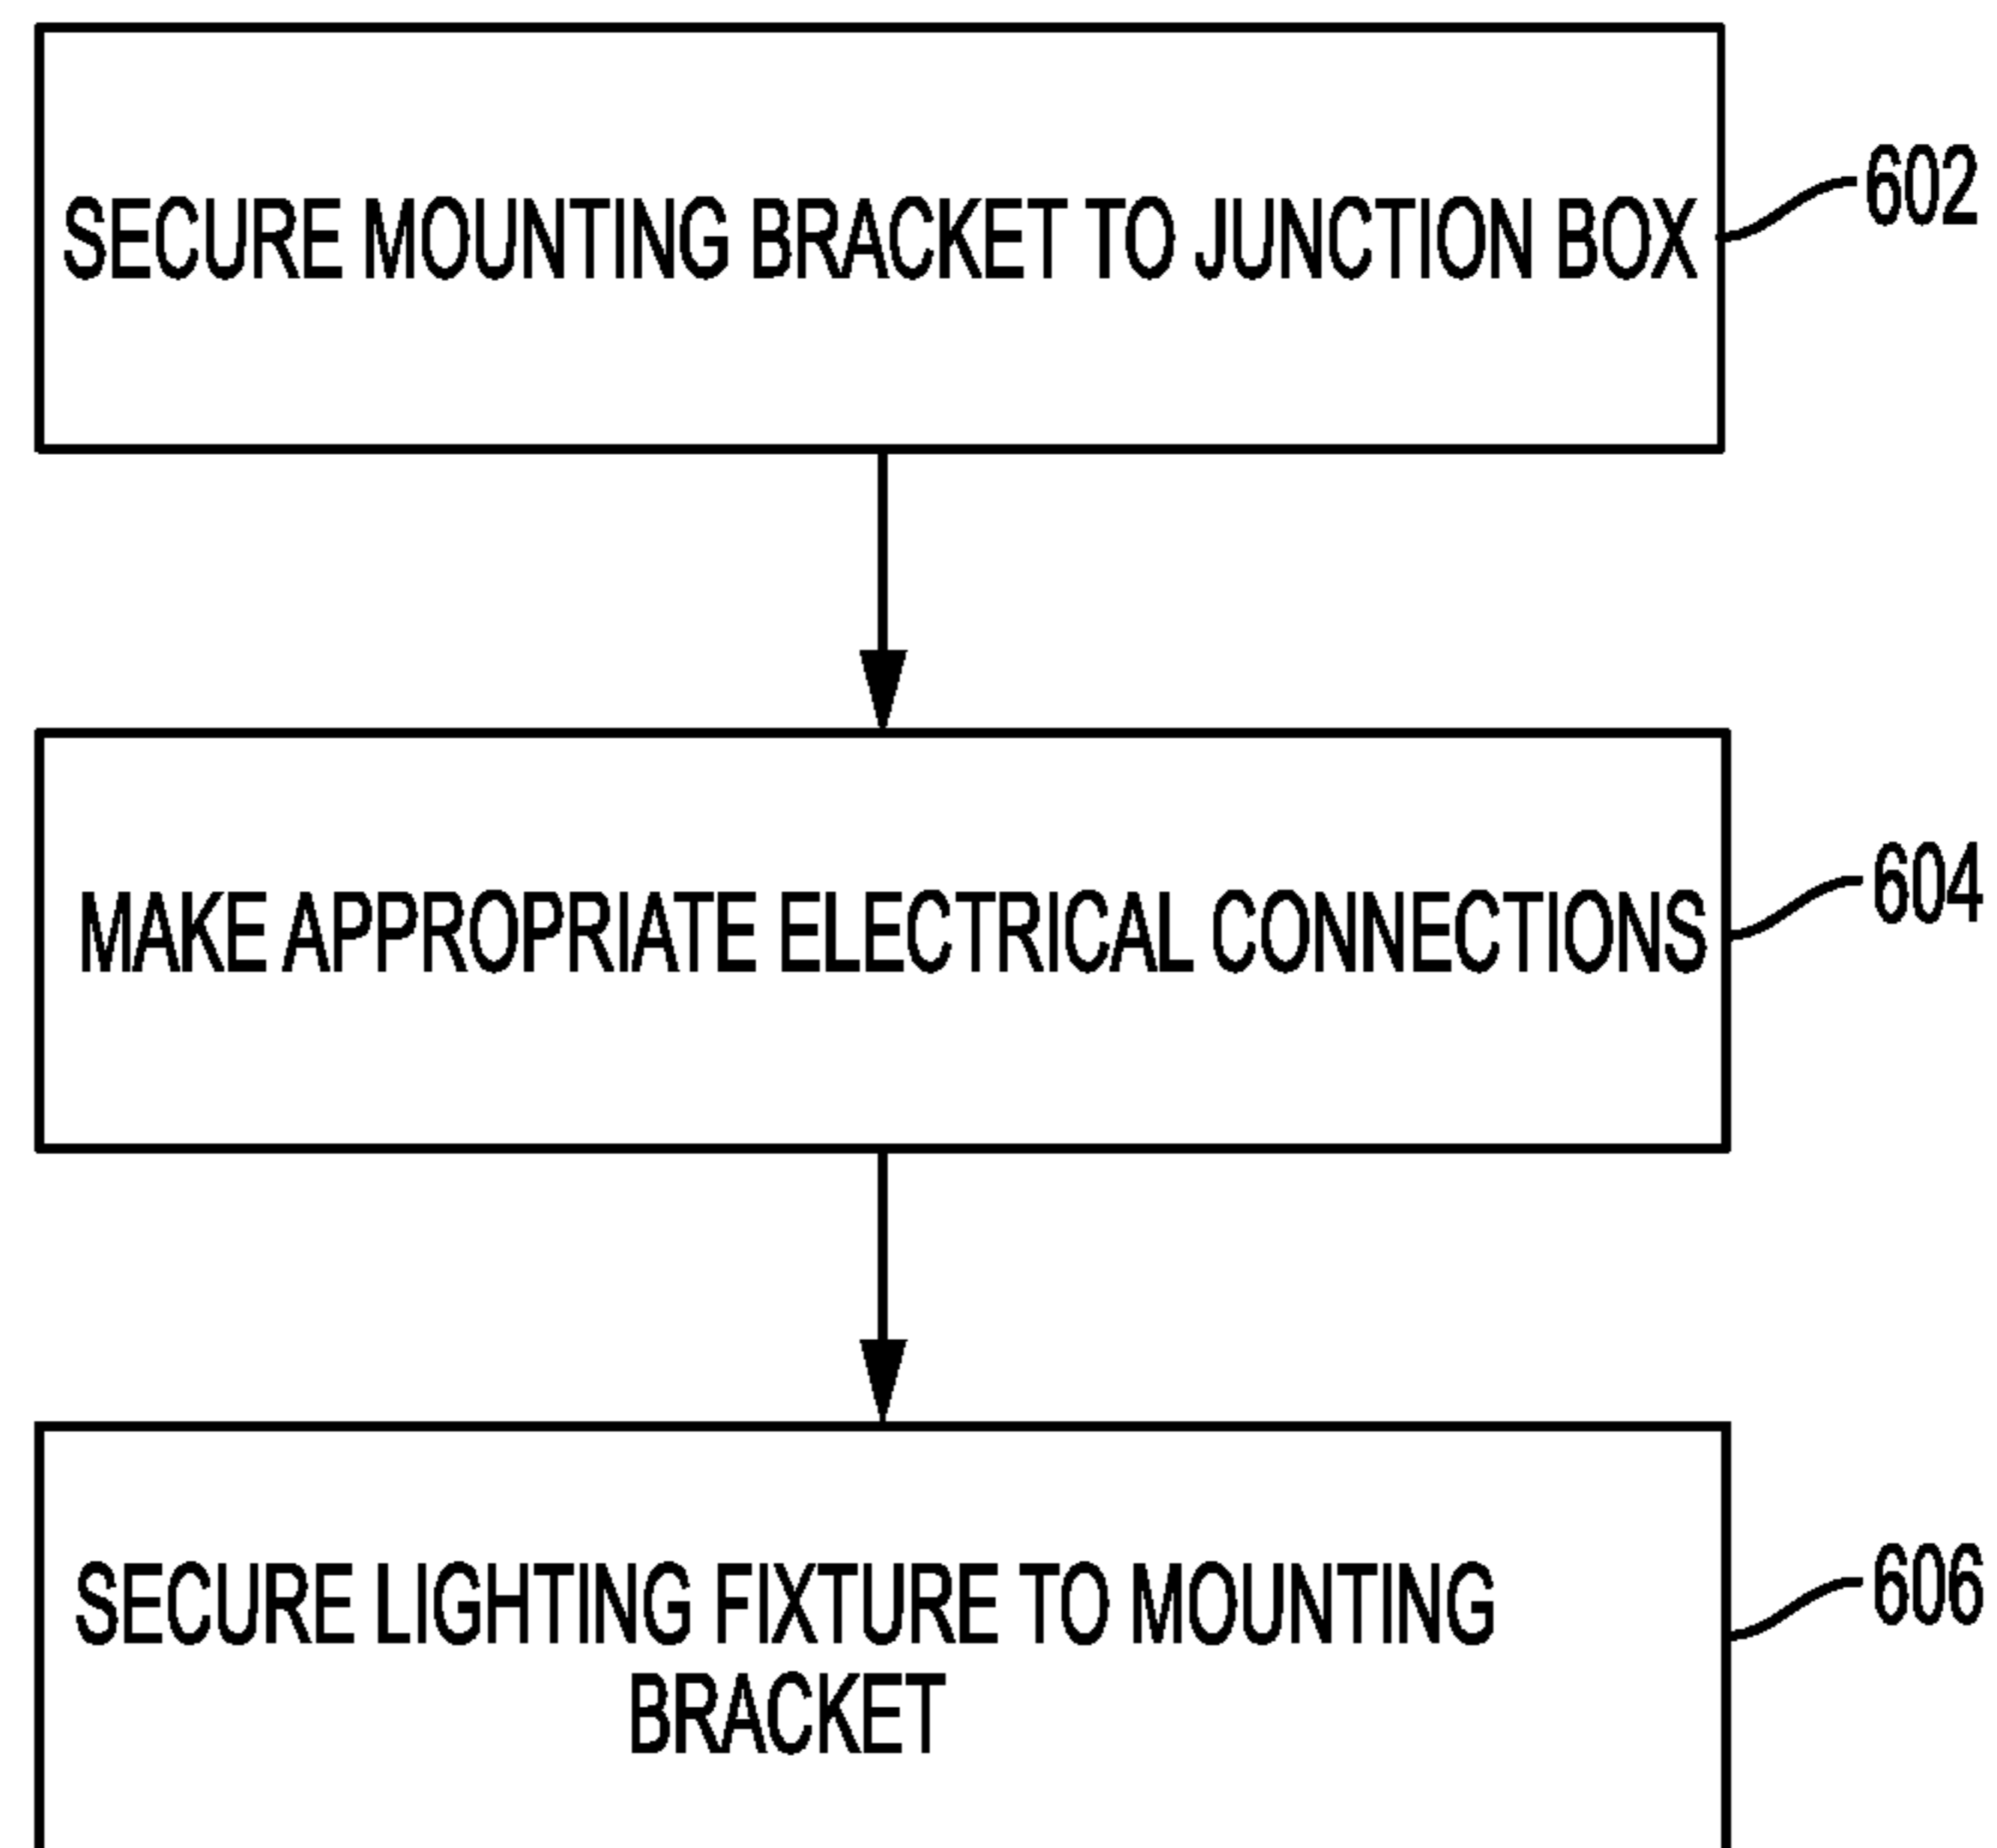 SECURE MOUNTING BRACKET TO JUNCTION BOX
602
MAKE APPROPRIATE ELECTRICAL CONNECTIONS
604
SECURE LIGHTING FIXTURE TO MOUNTING
BRACKET
606